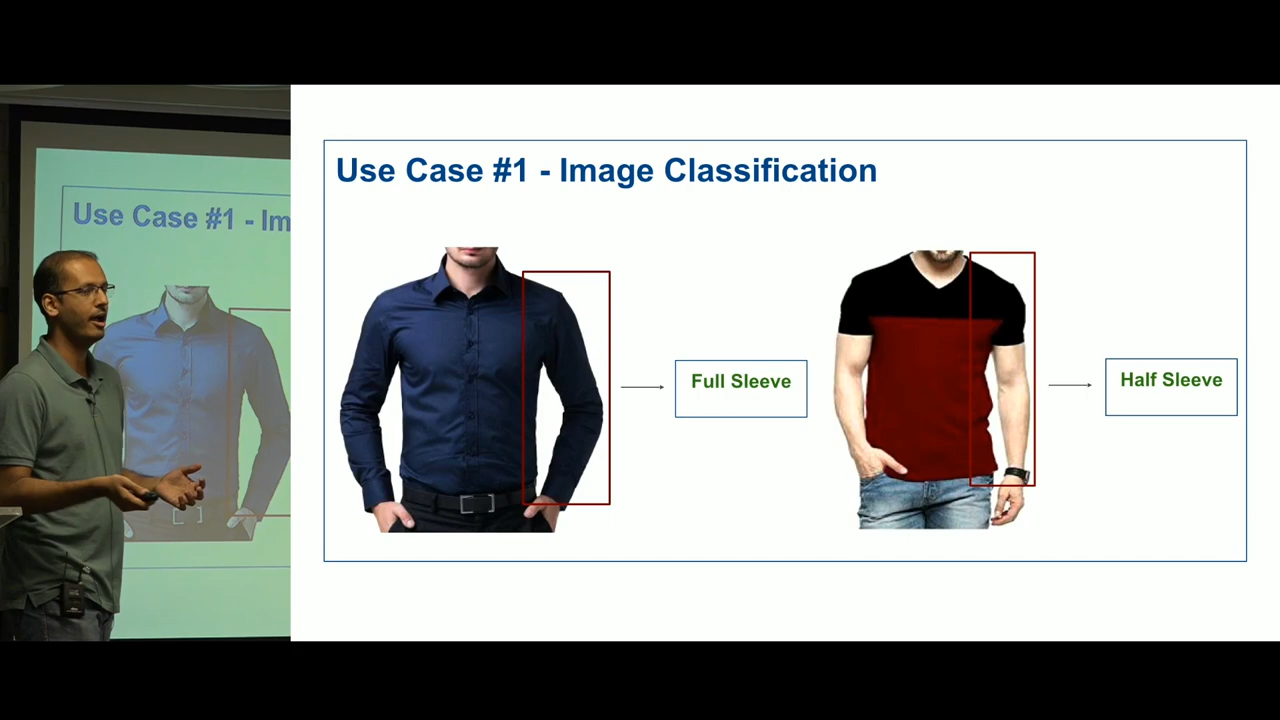 Use Case #1 - Im
Use Case #1 - Image Classification
Full Sleeve
Half Sleeve